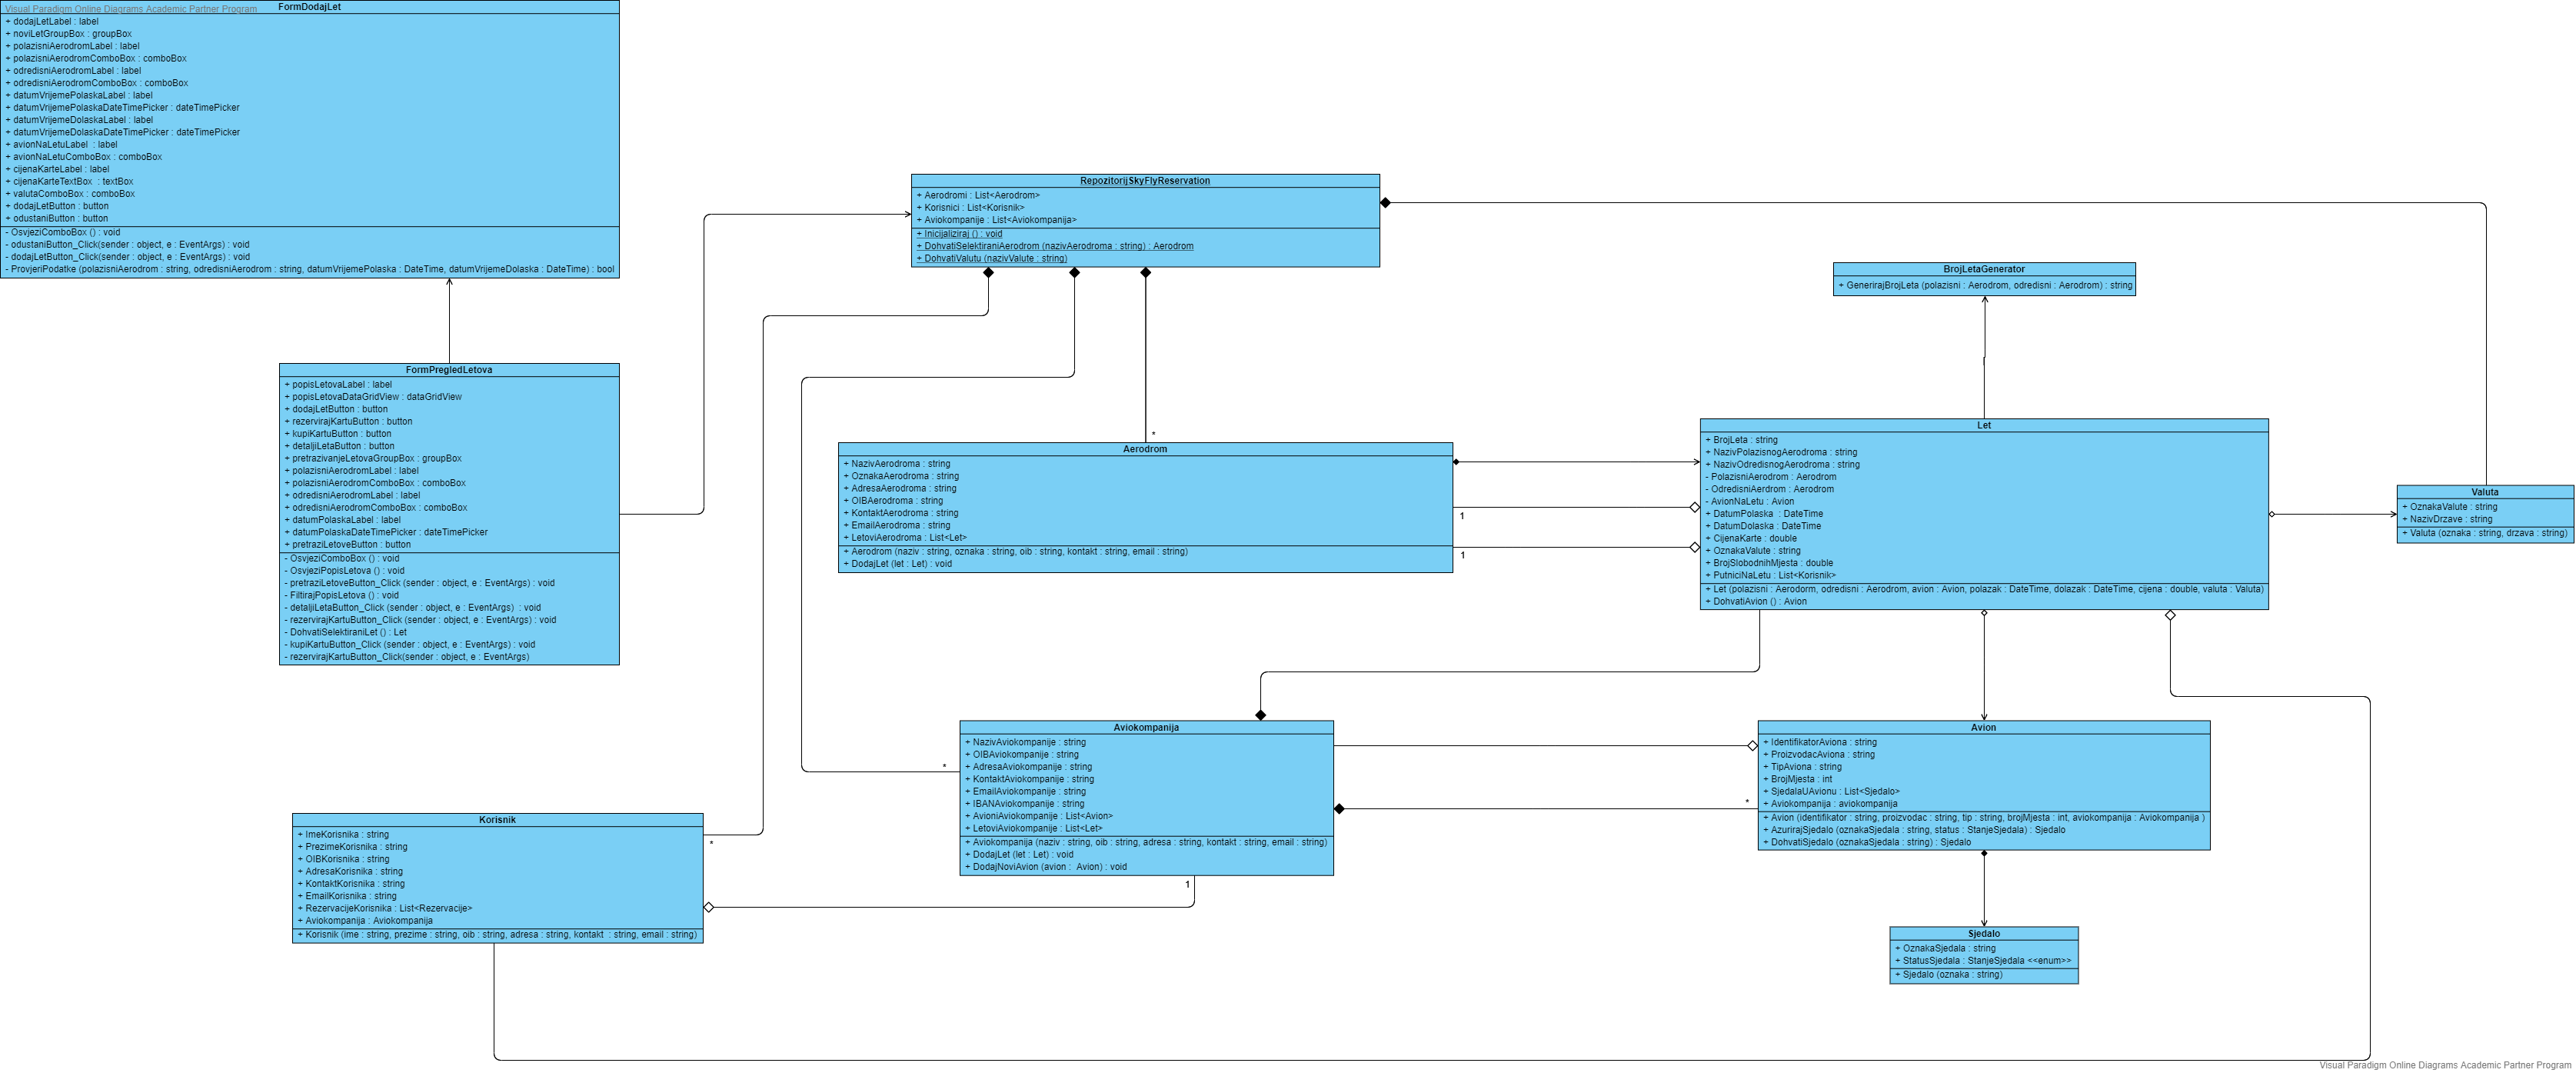 Visual Paradigm Online Diagrams Academic Partner Program
FormDodajLet
+ dodajLetLabel : label
+ noviLetGroupBox : groupBox
+ polazisniAerodromLabel : label
+ polazisniAerodromComboBox : comboBox
+ odredisniAerodromLabel : label
+ odredisniAerodromComboBox : comboBox
+ datumVrijemePolaskaLabel : label
+ datumVrijemePolaskaDateTimePicker : dateTimePicker
+ datumVrijemeDolaskaLabel : label
+ datumVrijemeDolaskaDateTimePicker : dateTimePicker
+ avionNaLetuLabel : label
+ avionNaLetuComboBox : comboBox
+ cijenaKarteLabel : label
+ cijenaKarteTextBox : textBox
+ valutaComboBox : comboBox
+ dodajLetButton : button
+ odustaniButton : button
- OsvjeziComboBox () : void
- odustaniButton_Click(sender : object, e : EventArgs) : void
- dodajLetButton_Click(sender : object, e : EventArgs) : void
- ProvjeriPodatke (polazisniAerodrom : string, odredisniAerodrom : string, datumVrijemePolaska : DateTime, datumVrijemeDolaska : DateTime) : bool
RepozitorijSkyFlyReservation
+ Aerodromi : List<Aerodrom>
+ Korisnici : List<Korisnik>
+ Aviokompanije : List<Aviokompanija>
+ Inicijaliziraj () : void
+ DohvatiSelektiraniAerodrom (nazivAerodroma : string) : Aerodrom
+ DohvatiValutu (nazivValute : string)
BrojLetaGenerator
+ GenerirajBrojLeta (polazisni : Aerodrom, odredisni : Aerodrom) : string
FormPregledLetova
+ popisLetovaLabel : label
+ popisLetovaDataGridView : dataGridView
+ dodajLetButton : button
+ rezervirajKartuButton : button
+ kupiKartuButton : button
+ detaljiLetaButton : button
+ pretrazivanjeLetovaGroupBox : groupBox
+ polazisniAerodromLabel : label
+ polazisniAerodromComboBox : comboBox
+ odredisniAerodromLabel : label
+ odredisniAerodromComboBox : comboBox
+ datumPolaskaLabel : label
+ datumPolaskaDateTimePicker : dateTimePicker
+ pretraziLetoveButton : button
- OsvjeziComboBox () : void
- OsvjeziPopisLetova () : void
- pretraziLetoveButton_Click (sender : object, e : EventArgs) : void
- FiltirajPopisLetova () : void
- detaljiLetaButton_Click (sender : object, e : EventArgs) : void
- rezervirajKartuButton_Click (sender : object, e : EventArgs) : void
- DohvatiSelektiraniLet () : Let
- kupiKartuButton_Click (sender : object, e : EventArgs) : void
- rezervirajKartuButton_Click(sender : object, e : EventArgs)
*
Aerodrom
+ NazivAerodroma : string
+ OznakaAerodroma : string
+ AdresaAerodroma : string
+ OIBAerodroma : string
+ KontaktAerodroma : string
+ EmailAerodroma : string
+ LetoviAerodroma : List<Let>
+ Aerodrom (naziv : string, oznaka : string, oib : string, kontakt : string, email : string)
+ DodajLet (let : Let) : void
1
1
Let
+ BrojLeta : string
+ NazivPolazisnogAerodroma : string
+ NazivOdredisnogAerodroma : string
- PolazisniAerodrom : Aerodrom
- OdredisniAerdrom : Aerodrom
- AvionNaLetu : Avion
+ DatumPolaska : DateTime
+ DatumDolaska : DateTime
+ CijenaKarte : double
+ OznakaValute : string
+ BrojSlobodnihMjesta : double
+ PutniciNaLetu : List<Korisnik>
+ Let (polazisni : Aerodorm, odredisni : Aerodrom, avion : Avion, polazak : DateTime, dolazak : DateTime, cijena : double, valuta : Valuta)
+ DohvatiAvion () : Avion
Valuta
+ OznakaValute : string
+ NazivDrzave : string
+ Valuta (oznaka : string, drzava : string)
*
Aviokompanija
+ NazivAviokompanije : string
+ OIBAviokompanije : string
+ AdresaAviokompanije : string
+ KontaktAviokompanije : string
+ EmailAviokompanije : string
+ IBANAviokompanije : string
+ AvioniAviokompanije : List<Avion>
+ LetoviAviokompanije : List<Let>
+ Aviokompanija (naziv : string, oib : string, adresa : string, kontakt : string, email : string)
+ DodajLet (let : Let) : void
+ DodajNoviAvion (avion : Avion) : void
1
*
Avion
+ IdentifikatorAviona : string
+ ProizvodacAviona : string
+ TipAviona : string
+ BrojMjesta : int
+ SjedalaUAvionu : List<Sjedalo>
+ Aviokompanija : aviokompanija
+ Avion (identifikator : string, proizvodac : string, tip : string, brojMjesta : int, aviokompanija : Aviokompanija )
+ AzurirajSjedalo (oznakaSjedala : string, status : StanjeSjedala) : Sjedalo
+ DohvatiSjedalo (oznakaSjedala : string) : Sjedalo
Korisnik
+ ImeKorisnika : string
+ PrezimeKorisnika : string
+ OIBKorisnika : string
+ AdresaKorisnika : string
+ KontaktKorisnika : string
+ EmailKorisnika : string
+ RezervacijeKorisnika : List<Rezervacije>
+ Aviokompanija : Aviokompanija
+ Korisnik (ime : string, prezime : string, oib : string, adresa : string, kontakt : string, email : string)
*
Sjedalo
+ OznakaSjedala : string
+ StatusSjedala : StanjeSjedala <<enum>>
+ Sjedalo (oznaka : string)
Visual Paradigm Online Diagrams Academic Partner Program